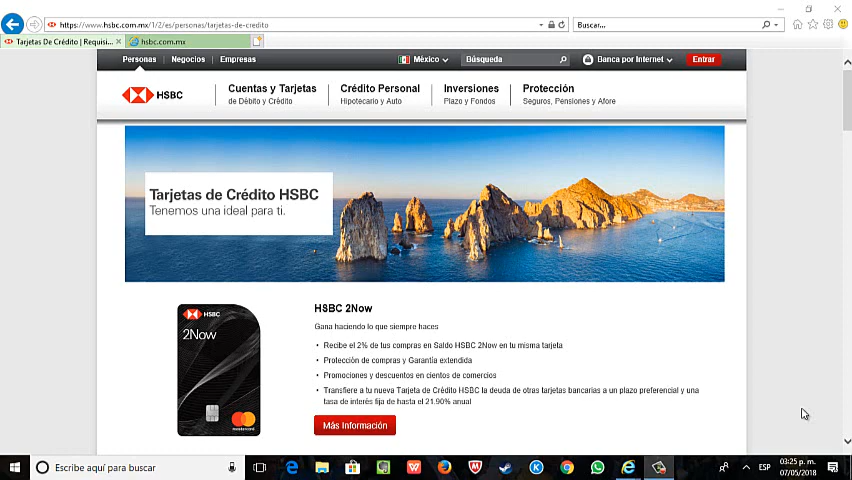 https://www.hsbc.com.mx/1/2/es/personas/tarjetas-de-credito
Buscar...
Tarjetas De Crédito | Requisi...
hsbc.com.mx
Personas
Negocios
Empresas
México
Búsqueda
Banca por Internet
Entrar
HSBC
Cuentas y Tarjetas
de Débito y Crédito
Crédito Personal
Hipotecario y Auto
Inversiones
Plazo y Fondos
Protección
Seguros, Pensiones y Afore
Tarjetas de Crédito HSBC
Tenemos una ideal para ti.
HSBC
2Now
mastercard
HSBC 2Now
Gana haciendo lo que siempre haces
• Recibe el 2% de tus compras en Saldo HSBC 2Now en tu misma tarjeta
• Protección de compras y Garantía extendida
• Promociones y descuentos en cientos de comercios
• Transfiere a tu nueva Tarjeta de Crédito HSBC la deuda de otras tarjetas bancarias a un plazo preferencial y una
tasa de interés fija de hasta el 21.90% anual
Más Información
Escribe aquí para buscar
ESP
03:25 p. m.
07/05/2018